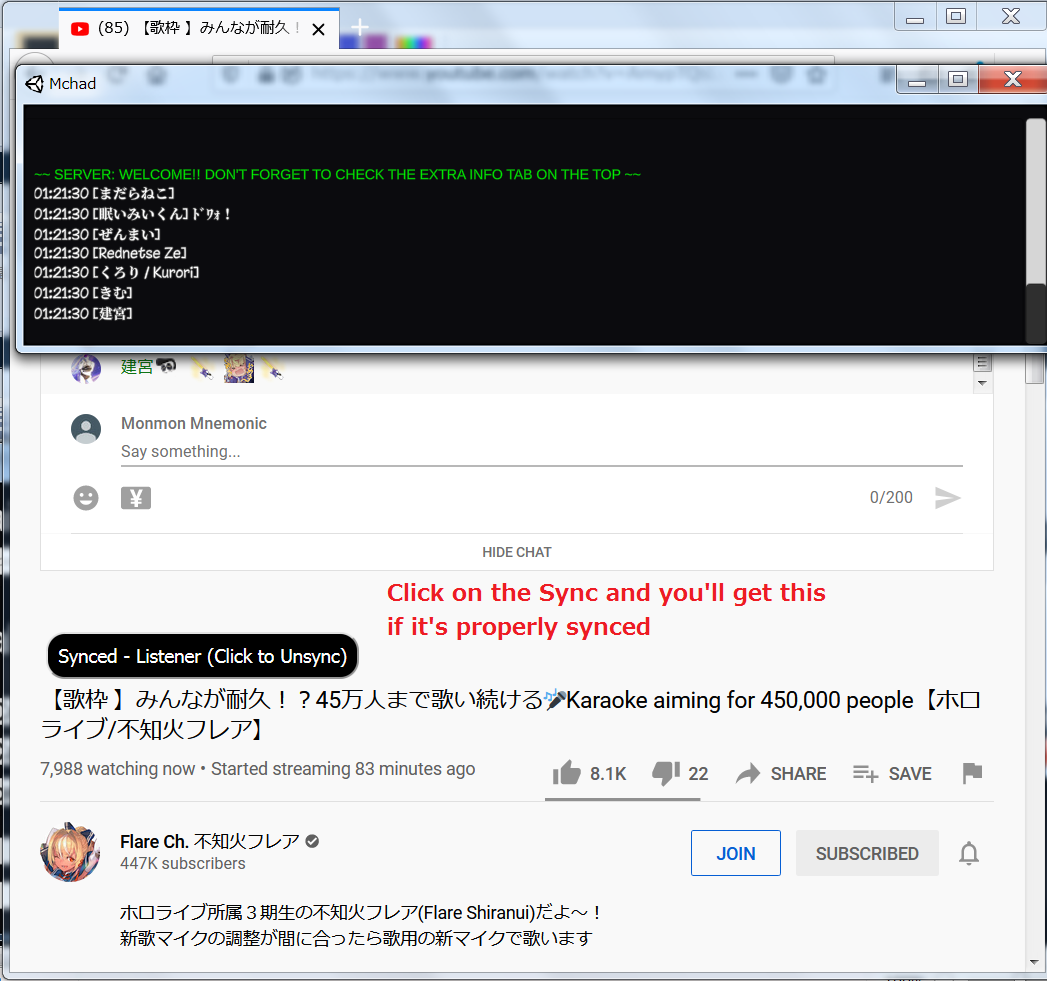 (85) 【歌枠】みんなが耐久！
Mchad
~~ SERVER: WELCOME!! DON'T FORGET TO CHECK THE EXTRA INFO TAB ON THE TOP ~~
01:21:30 [まだらねこ]
01:21:30 [眠いみいくん] ﾄﾞﾜｫ！
01:21:30 [ぜんまい]
01:21:30 [Rednetse Ze]
01:21:30 [くろり / Kurori]
01:21:30 [きむ]
01:21:30 [建宮]
建宮
Monmon Mnemonic
Say something...
¥
0/200
HIDE CHAT
Click on the Sync and you'll get this
if it's properly synced
Synced - Listener (Click to Unsync)
【歌枠 】みんなが耐久！？45万人まで歌い続ける🎤Karaoke aiming for 450,000 people【ホロ
ライブ/不知火フレア】
7,988 watching now • Started streaming 83 minutes ago
8.1K
22
SHARE
SAVE
Flare Ch. 不知火フレア
447K subscribers
JOIN
SUBSCRIBED
ホロライブ所属３期生の不知火フレア(Flare Shiranui)だよ～！
新歌マイクの調整が間に合ったら歌用の新マイクで歌います